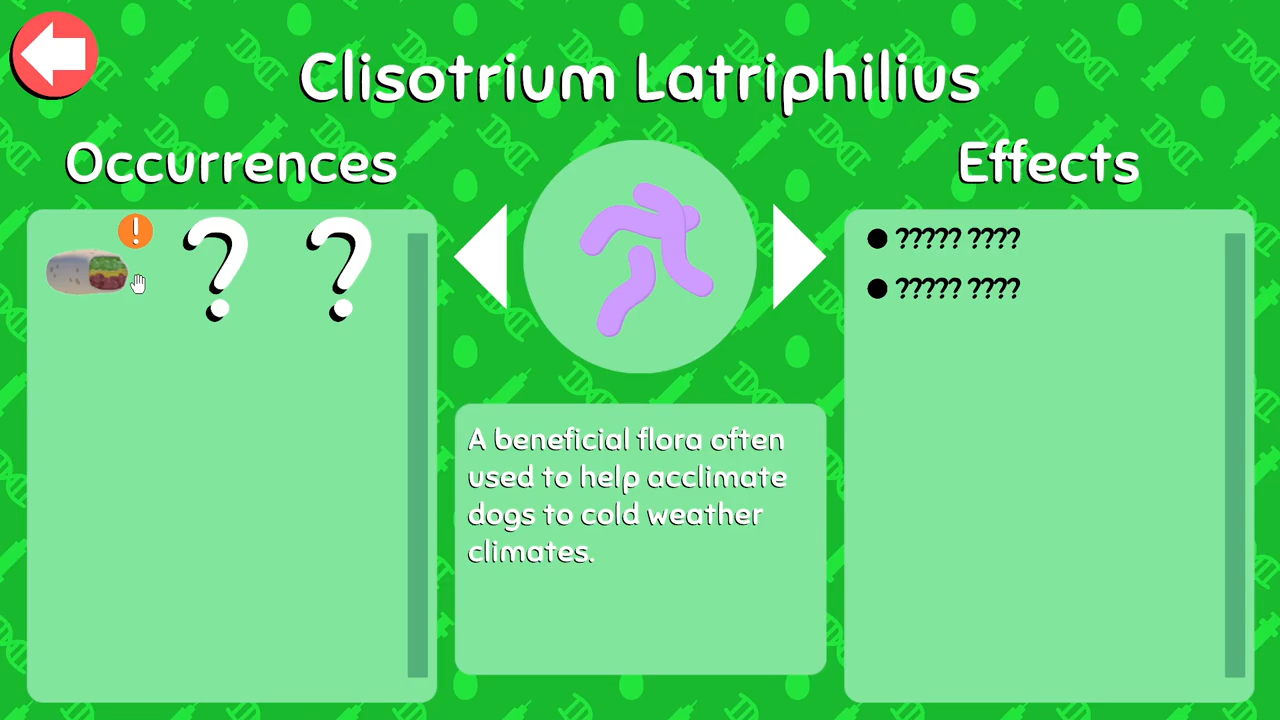 Clisotrium Latriphilius
Occurrences
!
? ?
A beneficial flora often
used to help acclimate
dogs to cold weather
climates.
Effects
● ????? ????
● ????? ????